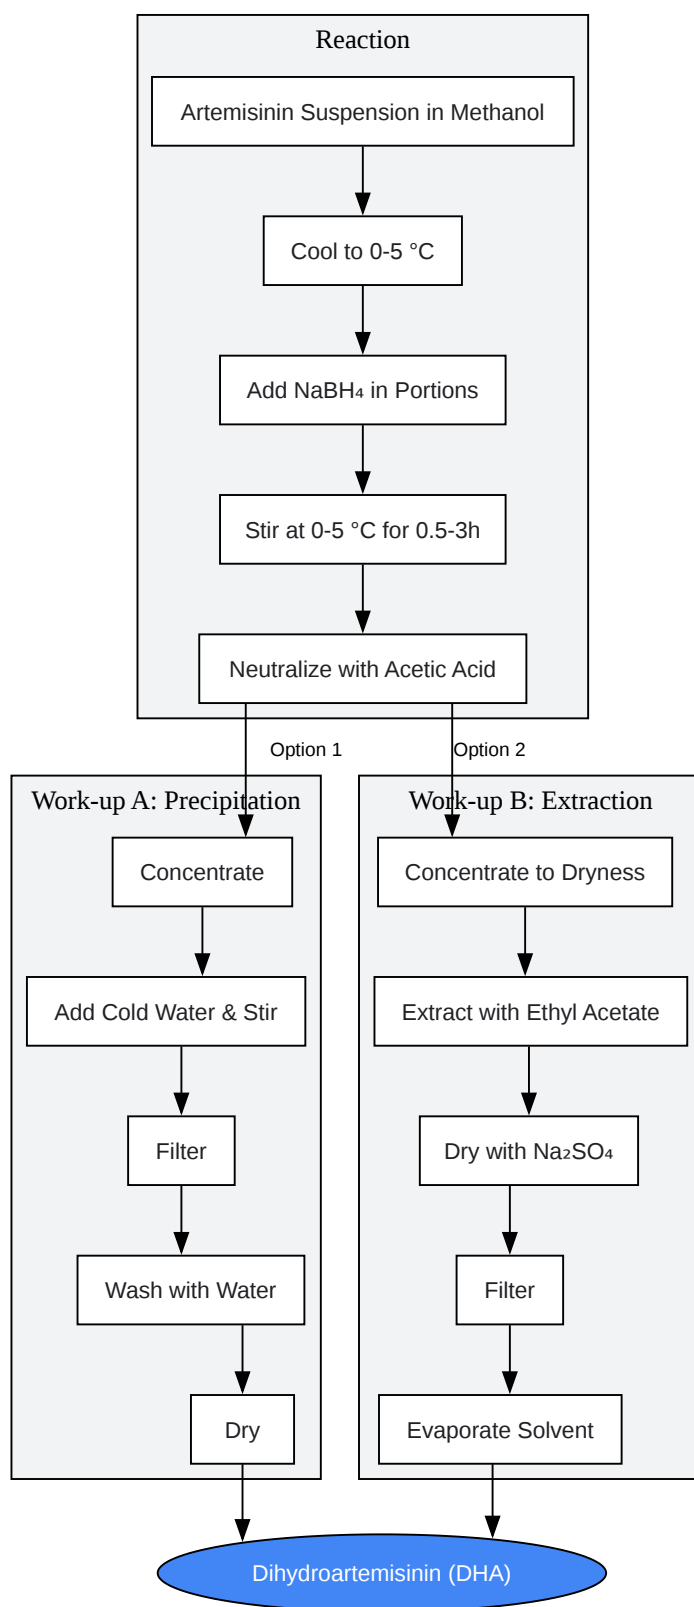 Reaction
Artemisinin Suspension in Methanol
Cool to 0-5 °C
Add NaBH₄ in Portions
Stir at 0-5 °C for 0.5-3h
Neutralize with Acetic Acid
Option 1
Option 2
Work-up A: Precipitation
Concentrate
Add Cold Water & Stir
Filter
Wash with Water
Dry
Work-up B: Extraction
Concentrate to Dryness
Extract with Ethyl Acetate
Dry with Na₂SO₄
Filter
Evaporate Solvent
Dihydroartemisinin (DHA)